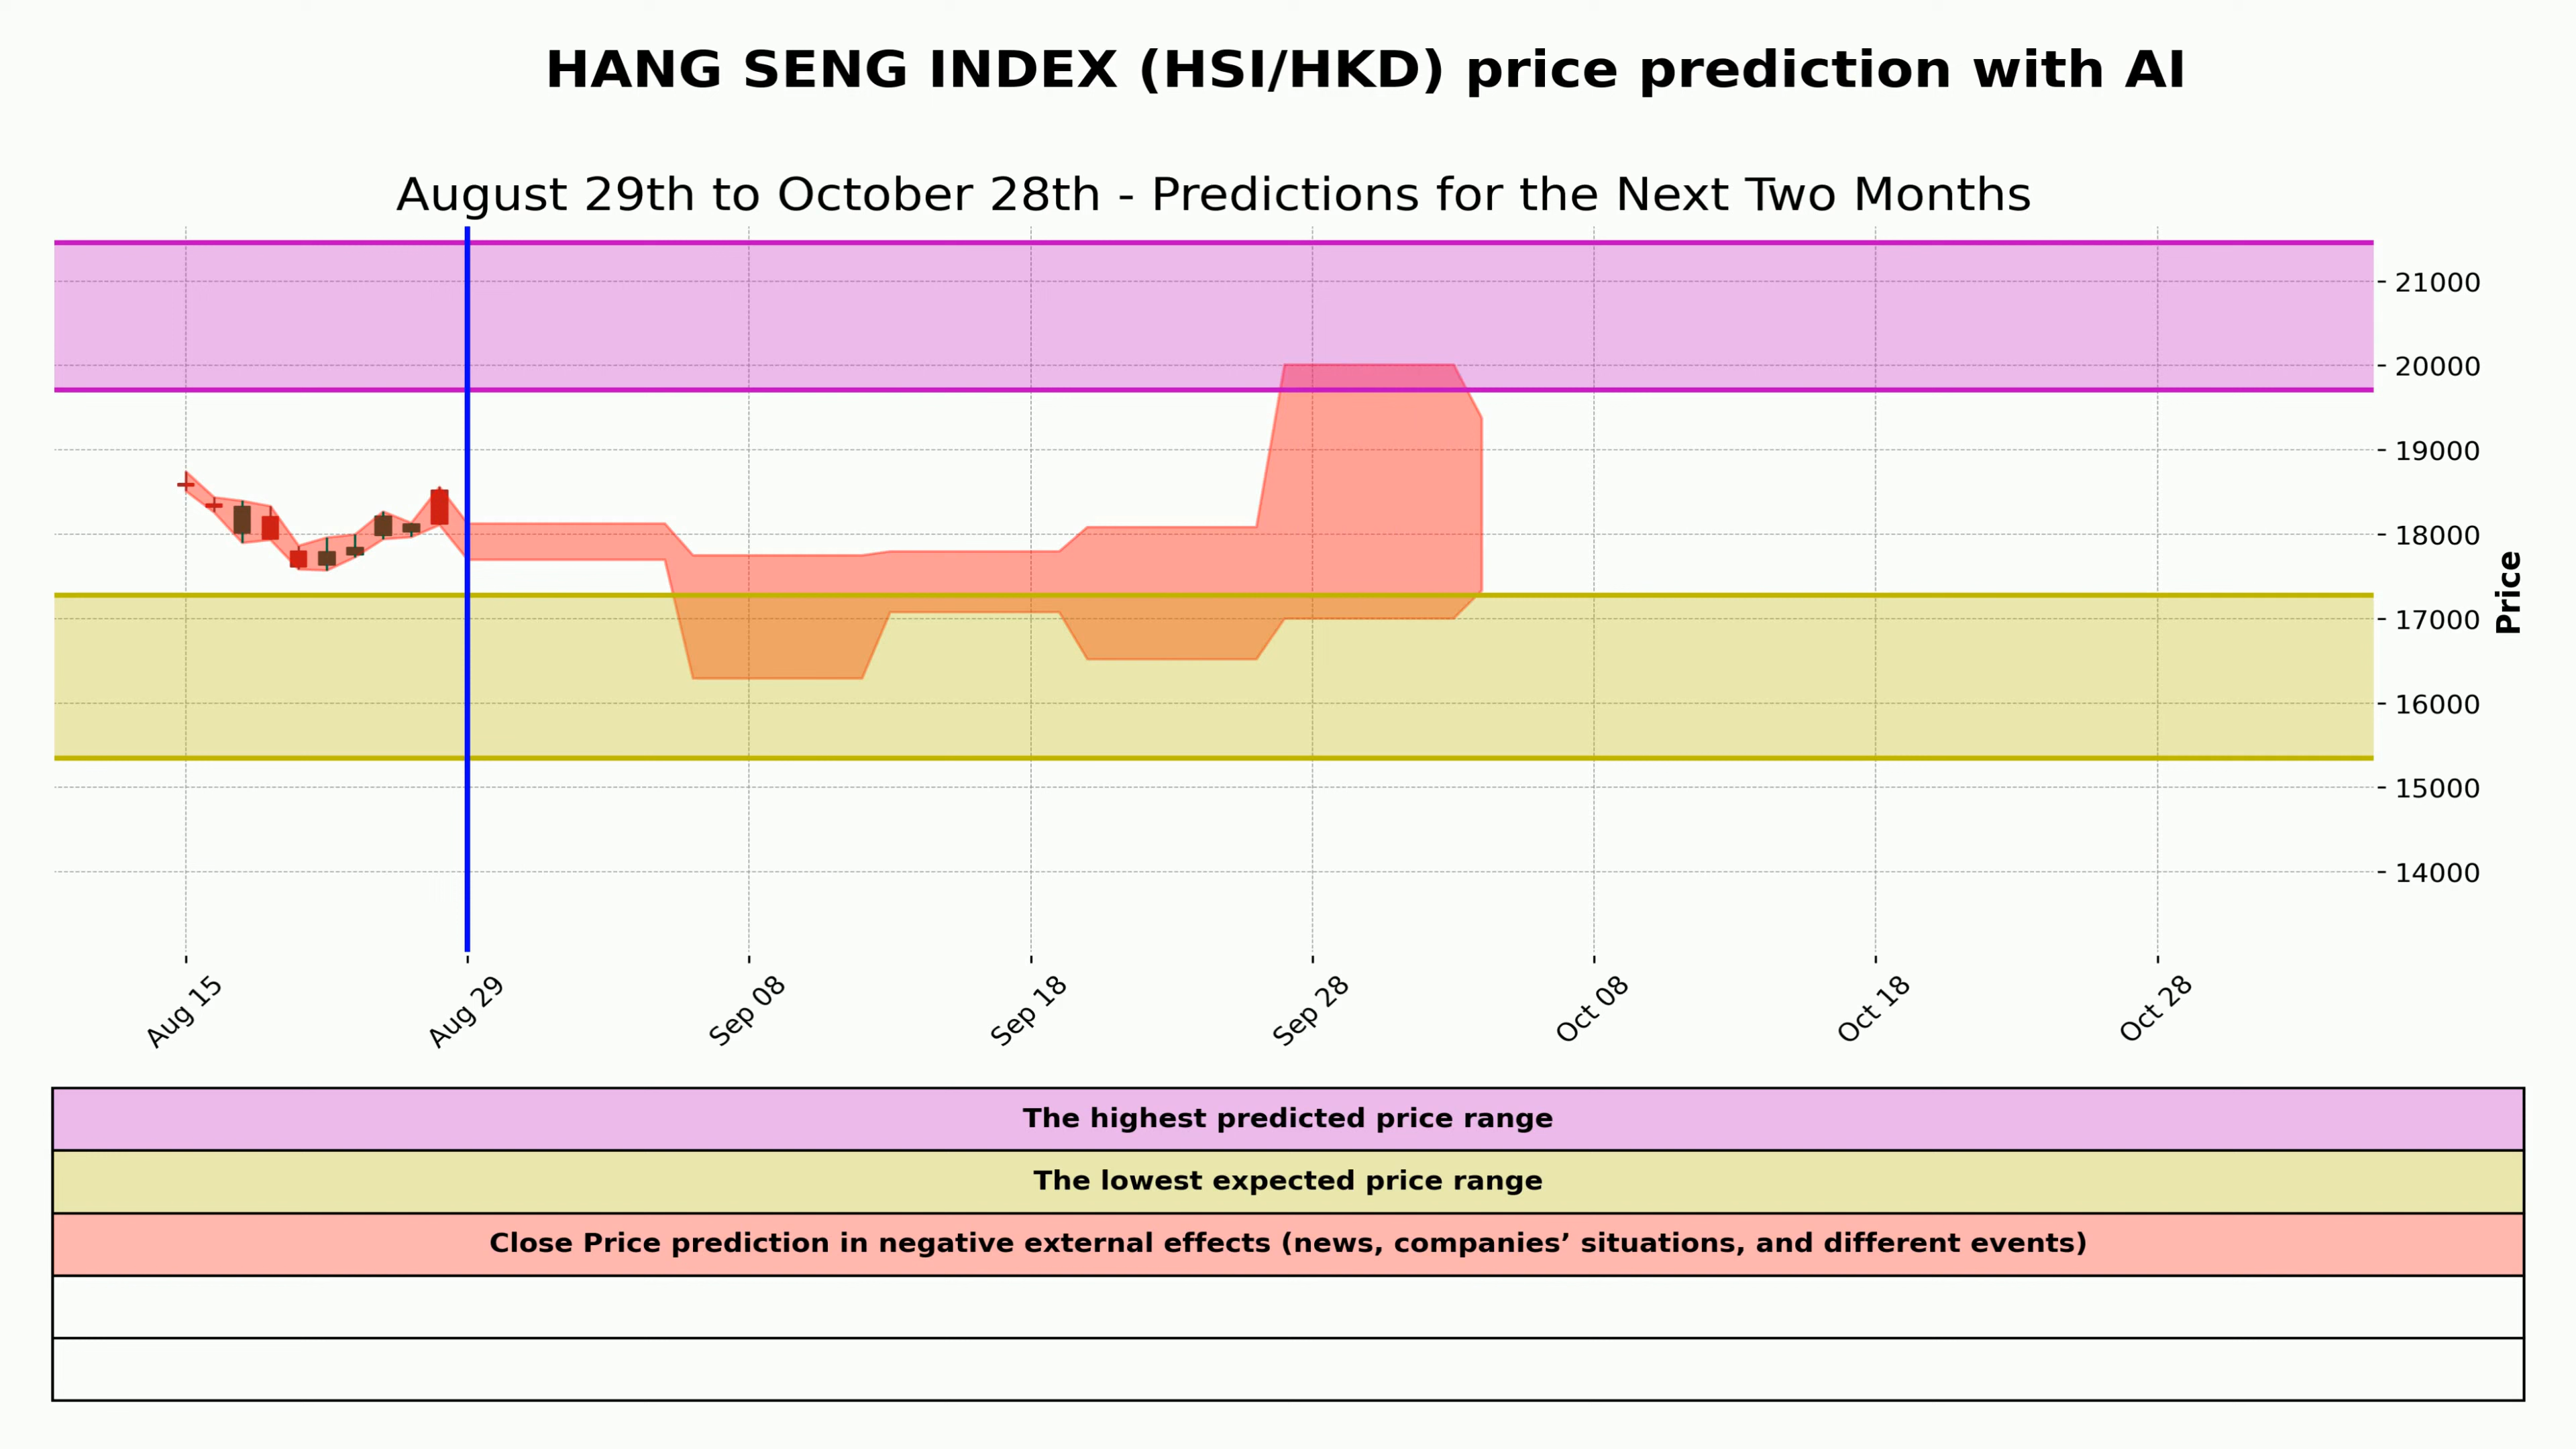 HANG SENG INDEX (HSI/HKD) price prediction with AI
August 29th to October 28th - Predictions for the Next Two Months
21000
20000
19000
18000
17000
16000
15000
14000
Price
Aug 15
Aug 29
Sep 08
Sep 18
Sep 28
Oct 08
Oct 18
Oct 28
The highest predicted price range
The lowest expected price range
Close Price prediction in negative external effects (news, companies’ situations, and different events)